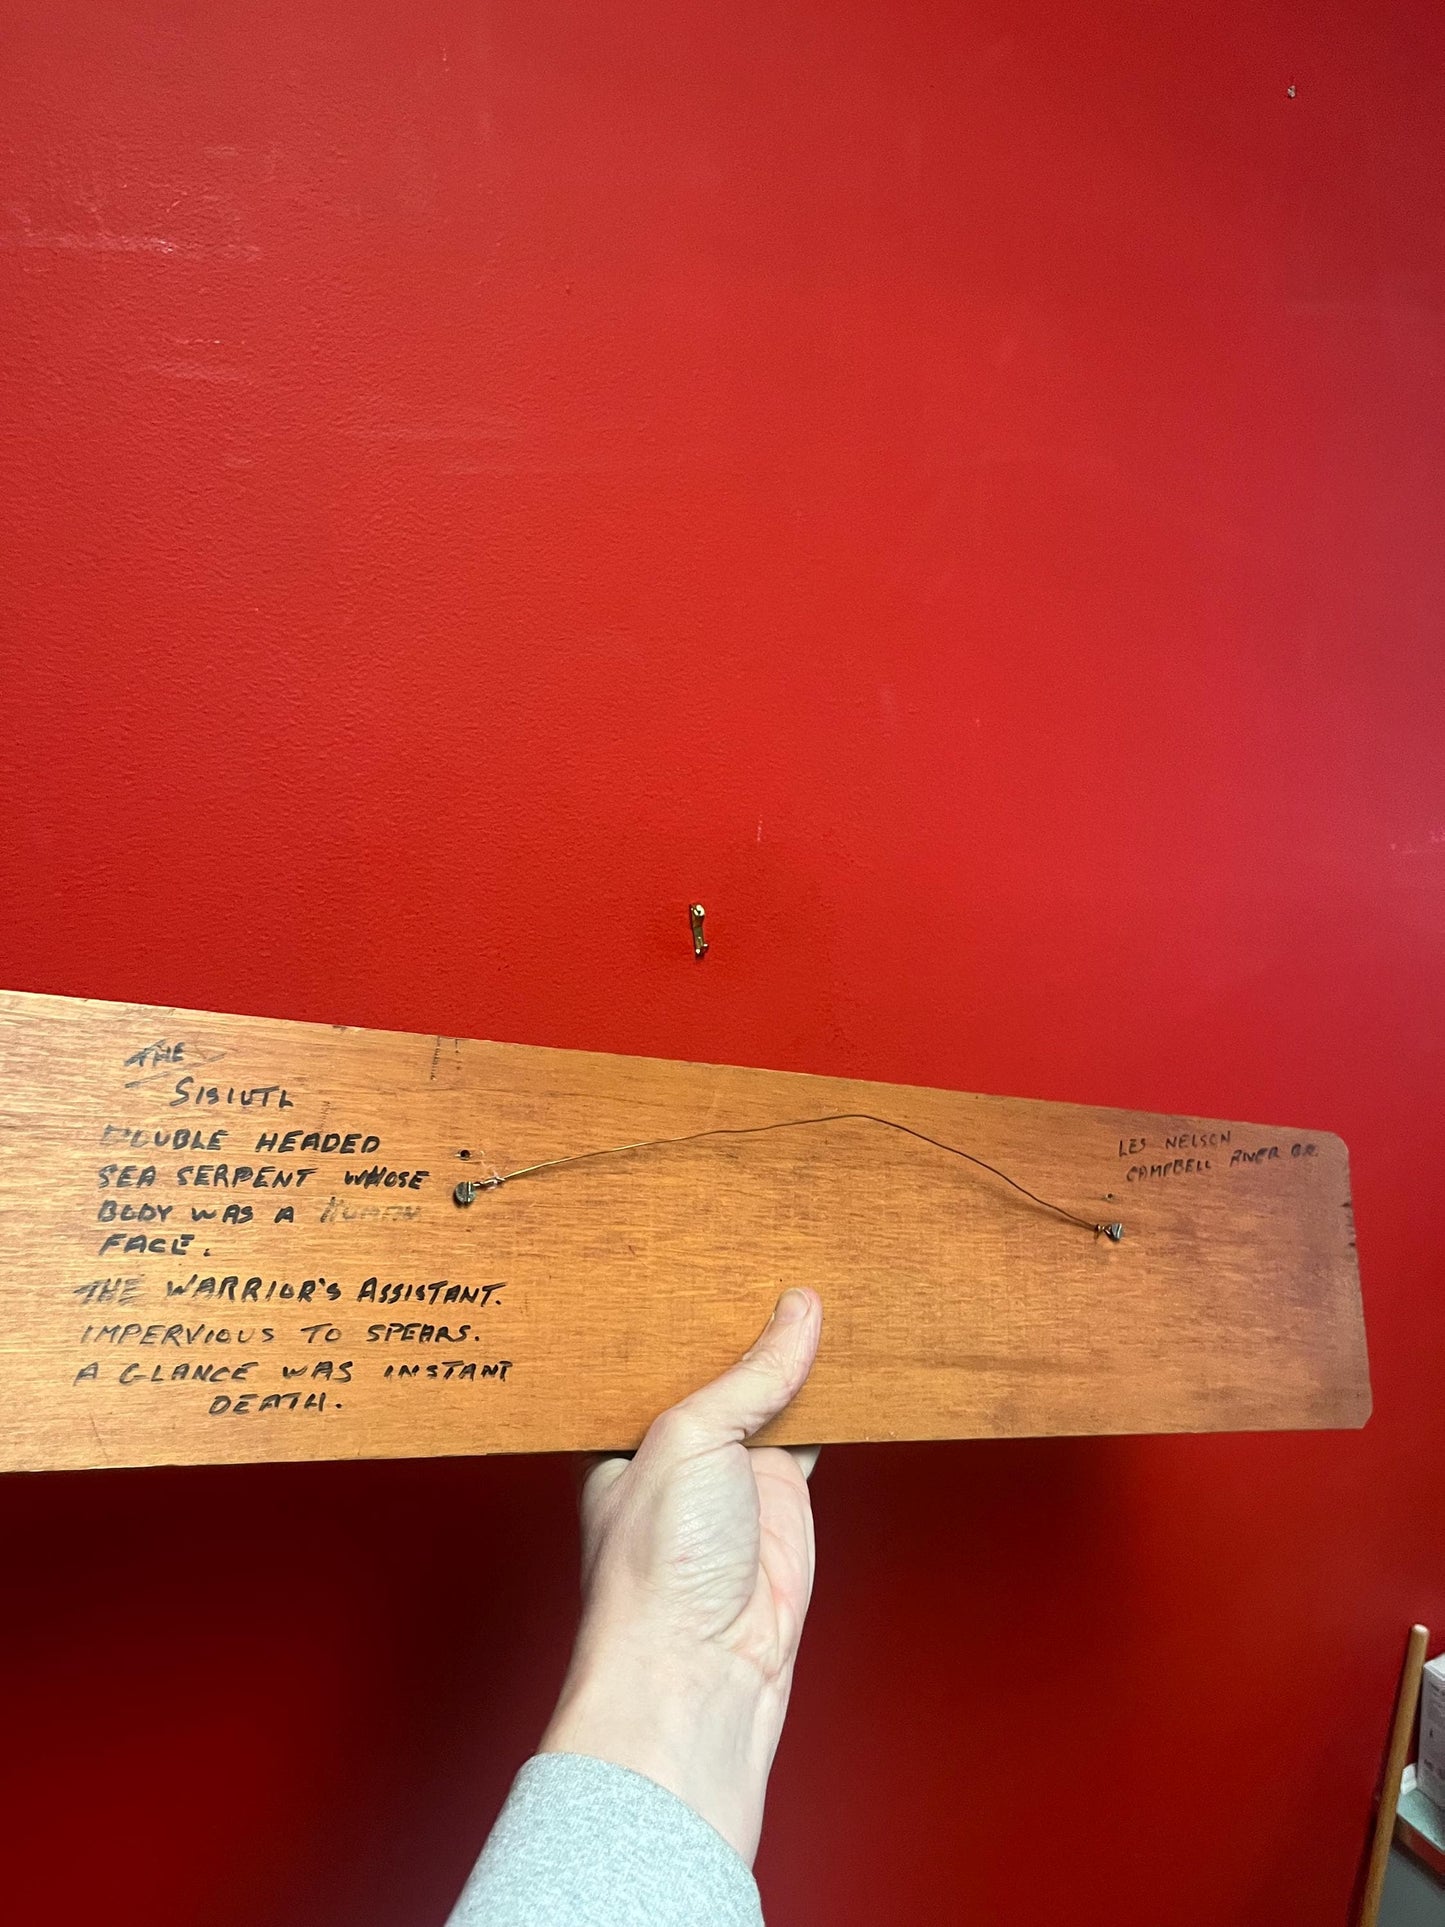 THE
SISIUTL
DOUBLE HEADED
SEA SERPENT WHOSE
BODY WAS A HUMAN
FACE.
THE WARRIOR'S ASSISTANT.
IMPERVIOUS TO SPEARS.
A GLANCE WAS INSTANT
DEATH.
LES NELSON
CAMPBELL RIVER B.C.